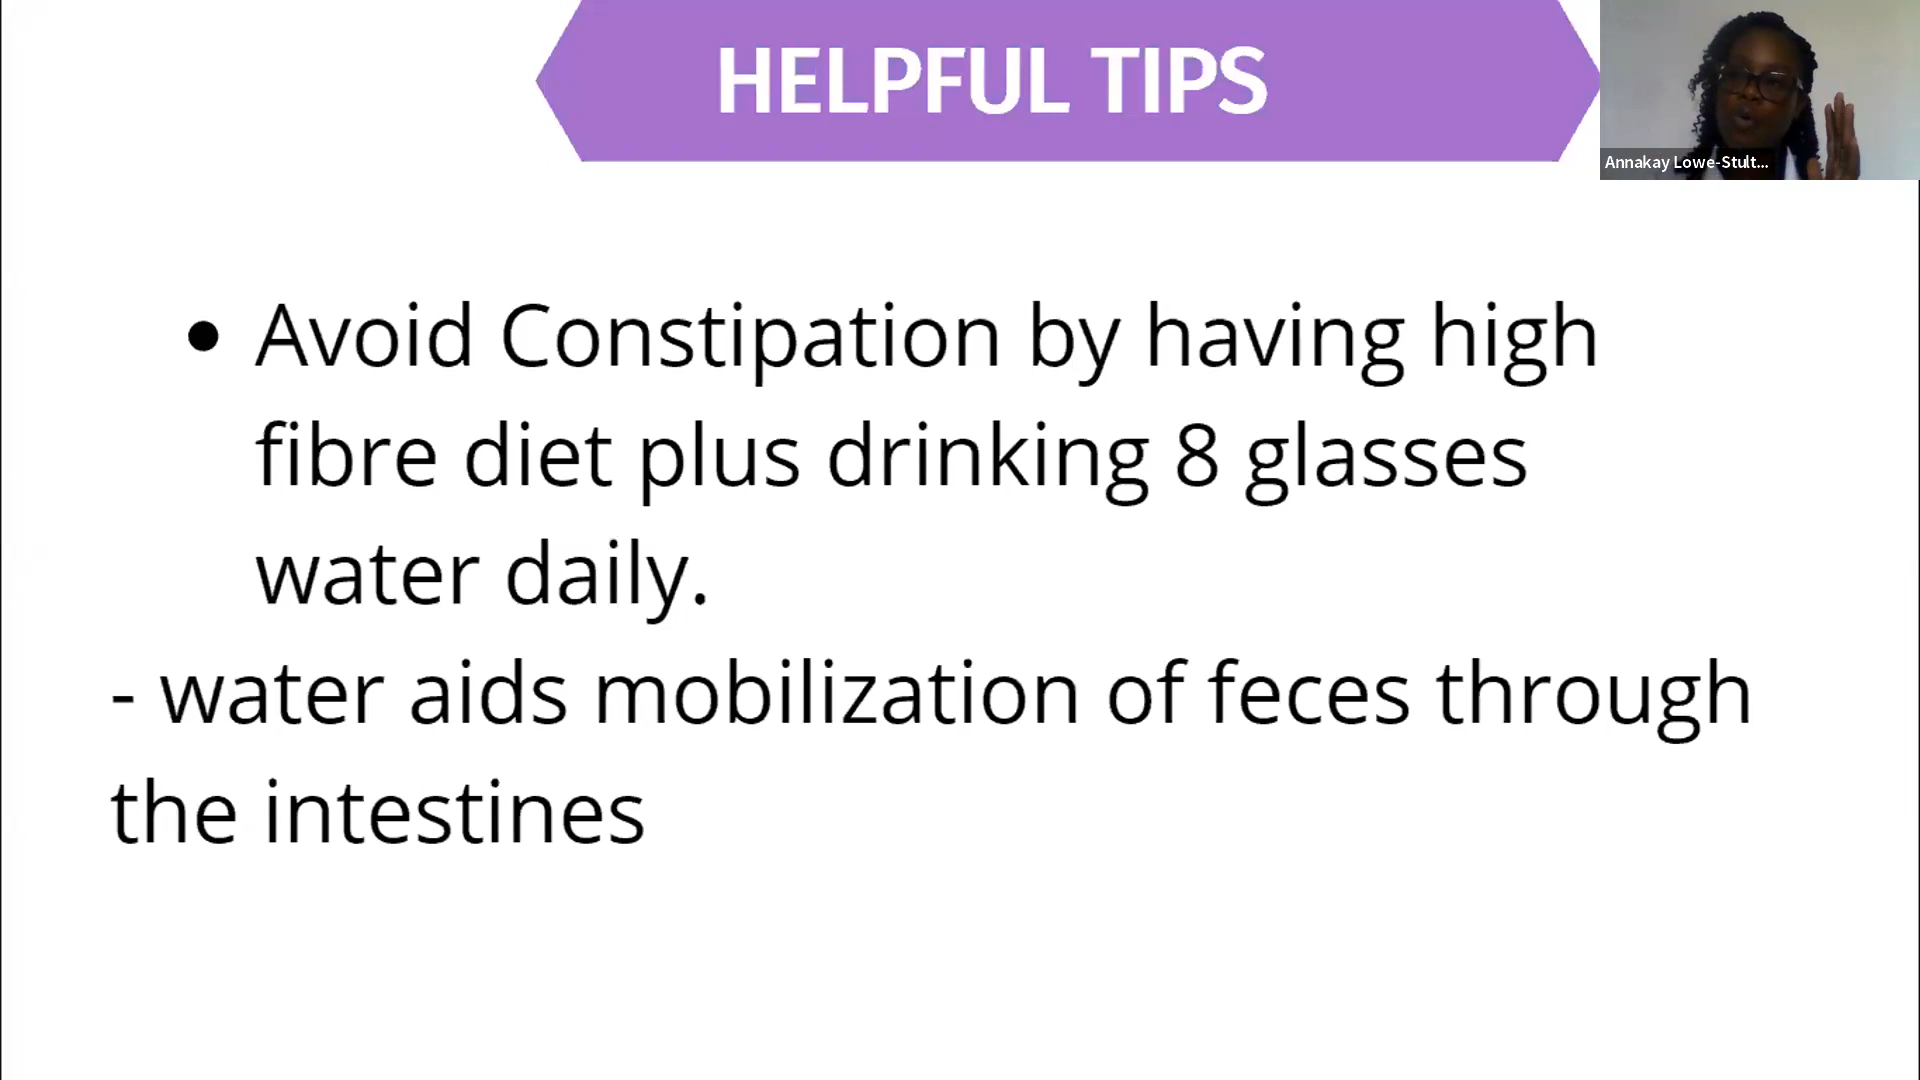 HELPFUL TIPS
Annakay Lowe-Stult...
• Avoid Constipation by having high
fibre diet plus drinking 8 glasses
water daily.
- water aids mobilization of feces through
the intestines